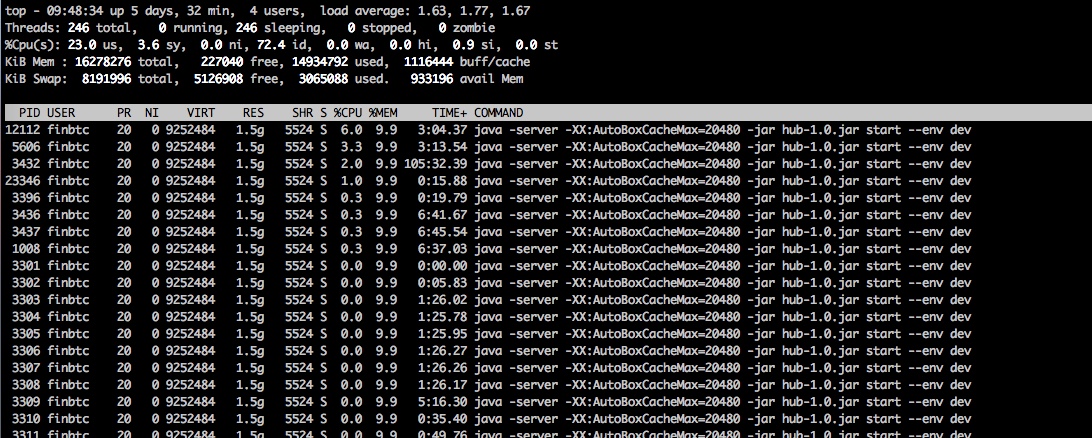 top - 09:48:34 up 5 days, 32 min,  4 users,  load average: 1.63, 1.77, 1.67
Threads: 246 total,   0 running, 246 sleeping,   0 stopped,   0 zombie
%Cpu(s): 23.0 us,  3.6 sy,  0.0 ni, 72.4 id,  0.0 wa,  0.0 hi,  0.9 si,  0.0 st
KiB Mem : 16278276 total,   227040 free, 14934792 used,  1116444 buff/cache
KiB Swap:  8191996 total,  5126908 free,  3065088 used.   933196 avail Mem
PID USER      PR  NI    VIRT    RES    SHR S %CPU %MEM     TIME+ COMMAND
12112 finbtc    20   0 9252484   1.5g   5524 S  6.0  9.9   3:04.37 java -server -XX:AutoBoxCacheMax=20480 -jar hub-1.0.jar start --env dev
5606 finbtc    20   0 9252484   1.5g   5524 S  3.3  9.9   3:13.54 java -server -XX:AutoBoxCacheMax=20480 -jar hub-1.0.jar start --env dev
3432 finbtc    20   0 9252484   1.5g   5524 S  2.0  9.9 105:32.39 java -server -XX:AutoBoxCacheMax=20480 -jar hub-1.0.jar start --env dev
23346 finbtc    20   0 9252484   1.5g   5524 S  1.0  9.9   0:15.88 java -server -XX:AutoBoxCacheMax=20480 -jar hub-1.0.jar start --env dev
3396 finbtc    20   0 9252484   1.5g   5524 S  0.3  9.9   0:19.79 java -server -XX:AutoBoxCacheMax=20480 -jar hub-1.0.jar start --env dev
3436 finbtc    20   0 9252484   1.5g   5524 S  0.3  9.9   6:41.67 java -server -XX:AutoBoxCacheMax=20480 -jar hub-1.0.jar start --env dev
3437 finbtc    20   0 9252484   1.5g   5524 S  0.3  9.9   6:45.54 java -server -XX:AutoBoxCacheMax=20480 -jar hub-1.0.jar start --env dev
1008 finbtc    20   0 9252484   1.5g   5524 S  0.3  9.9   6:37.03 java -server -XX:AutoBoxCacheMax=20480 -jar hub-1.0.jar start --env dev
3301 finbtc    20   0 9252484   1.5g   5524 S  0.0  9.9   0:00.00 java -server -XX:AutoBoxCacheMax=20480 -jar hub-1.0.jar start --env dev
3302 finbtc    20   0 9252484   1.5g   5524 S  0.0  9.9   0:05.83 java -server -XX:AutoBoxCacheMax=20480 -jar hub-1.0.jar start --env dev
3303 finbtc    20   0 9252484   1.5g   5524 S  0.0  9.9   1:26.02 java -server -XX:AutoBoxCacheMax=20480 -jar hub-1.0.jar start --env dev
3304 finbtc    20   0 9252484   1.5g   5524 S  0.0  9.9   1:25.78 java -server -XX:AutoBoxCacheMax=20480 -jar hub-1.0.jar start --env dev
3305 finbtc    20   0 9252484   1.5g   5524 S  0.0  9.9   1:25.95 java -server -XX:AutoBoxCacheMax=20480 -jar hub-1.0.jar start --env dev
3306 finbtc    20   0 9252484   1.5g   5524 S  0.0  9.9   1:26.27 java -server -XX:AutoBoxCacheMax=20480 -jar hub-1.0.jar start --env dev
3307 finbtc    20   0 9252484   1.5g   5524 S  0.0  9.9   1:26.26 java -server -XX:AutoBoxCacheMax=20480 -jar hub-1.0.jar start --env dev
3308 finbtc    20   0 9252484   1.5g   5524 S  0.0  9.9   1:26.17 java -server -XX:AutoBoxCacheMax=20480 -jar hub-1.0.jar start --env dev
3309 finbtc    20   0 9252484   1.5g   5524 S  0.0  9.9   5:16.30 java -server -XX:AutoBoxCacheMax=20480 -jar hub-1.0.jar start --env dev
3310 finbtc    20   0 9252484   1.5g   5524 S  0.0  9.9   0:35.40 java -server -XX:AutoBoxCacheMax=20480 -jar hub-1.0.jar start --env dev
3311 finbtc    20   0 9252484   1.5g   5524 S  0.0  9.9   0:49.76 java -server -XX:AutoBoxCacheMax=20480 -jar hub-1.0.jar start --env dev